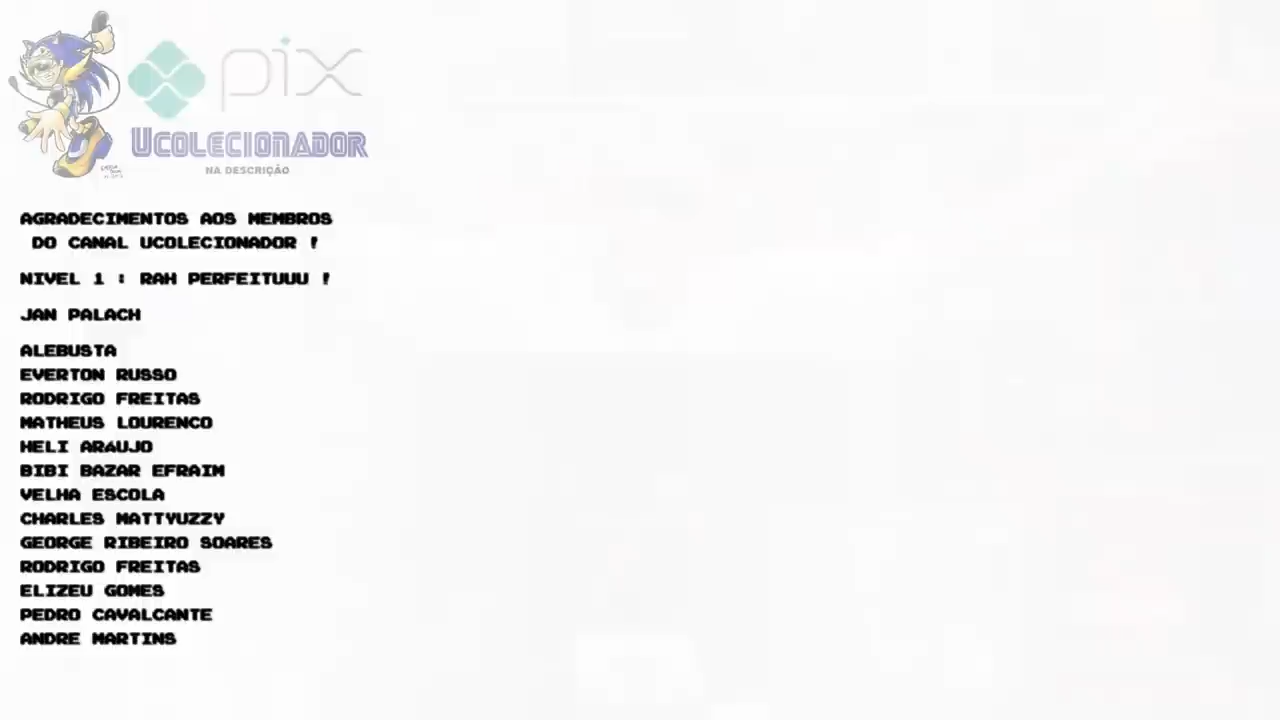 pix
UCOLECIONADOR
NA DESCRIÇÃO
AGRADECIMENTOS AOS MEMBROS
DO CANAL UCOLECIONADOR !
NIVEL 1 : RAH PERFEITUUU !
JAN PALACH
ALEBUSTA
EVERTON RUSSO
RODRIGO FREITAS
MATHEUS LOURENCO
HELI ARáUJO
BIBI BAZAR EFRAIM
VELHA ESCOLA
CHARLES MATTYUZZY
GEORGE RIBEIRO SOARES
RODRIGO FREITAS
ELIZEU GOMES
PEDRO CAVALCANTE
ANDRE MARTINS